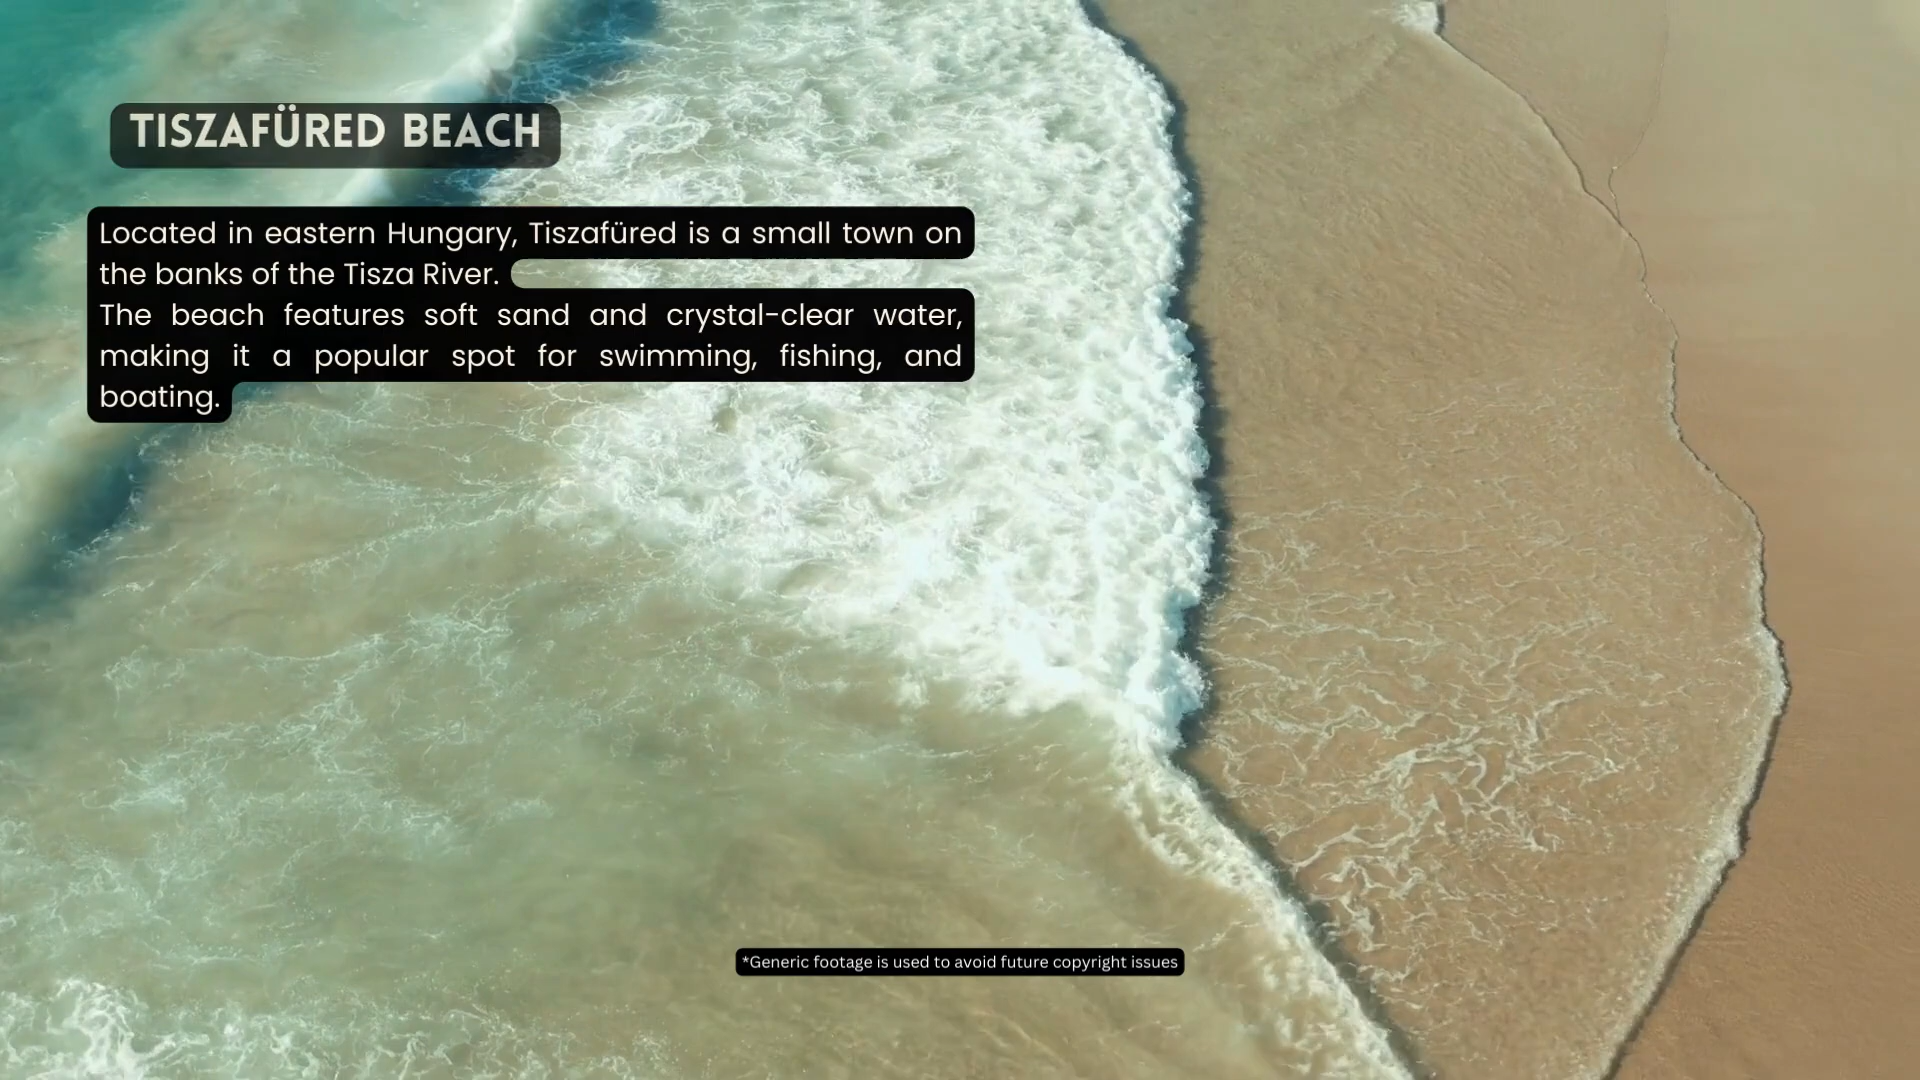 TISZAFÜRED BEACH
Located in eastern Hungary, Tiszafüred is a small town on
the banks of the Tisza River.
The beach features soft sand and crystal-clear water,
making it a popular spot for swimming, fishing, and
boating.
*Generic footage is used to avoid future copyright issues